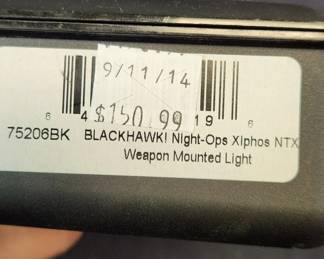 9/11/14
$150.99
6 4 19 6
75206BK BLACKHAWK! Night-Ops Xiphos NTX
Weapon Mounted Light